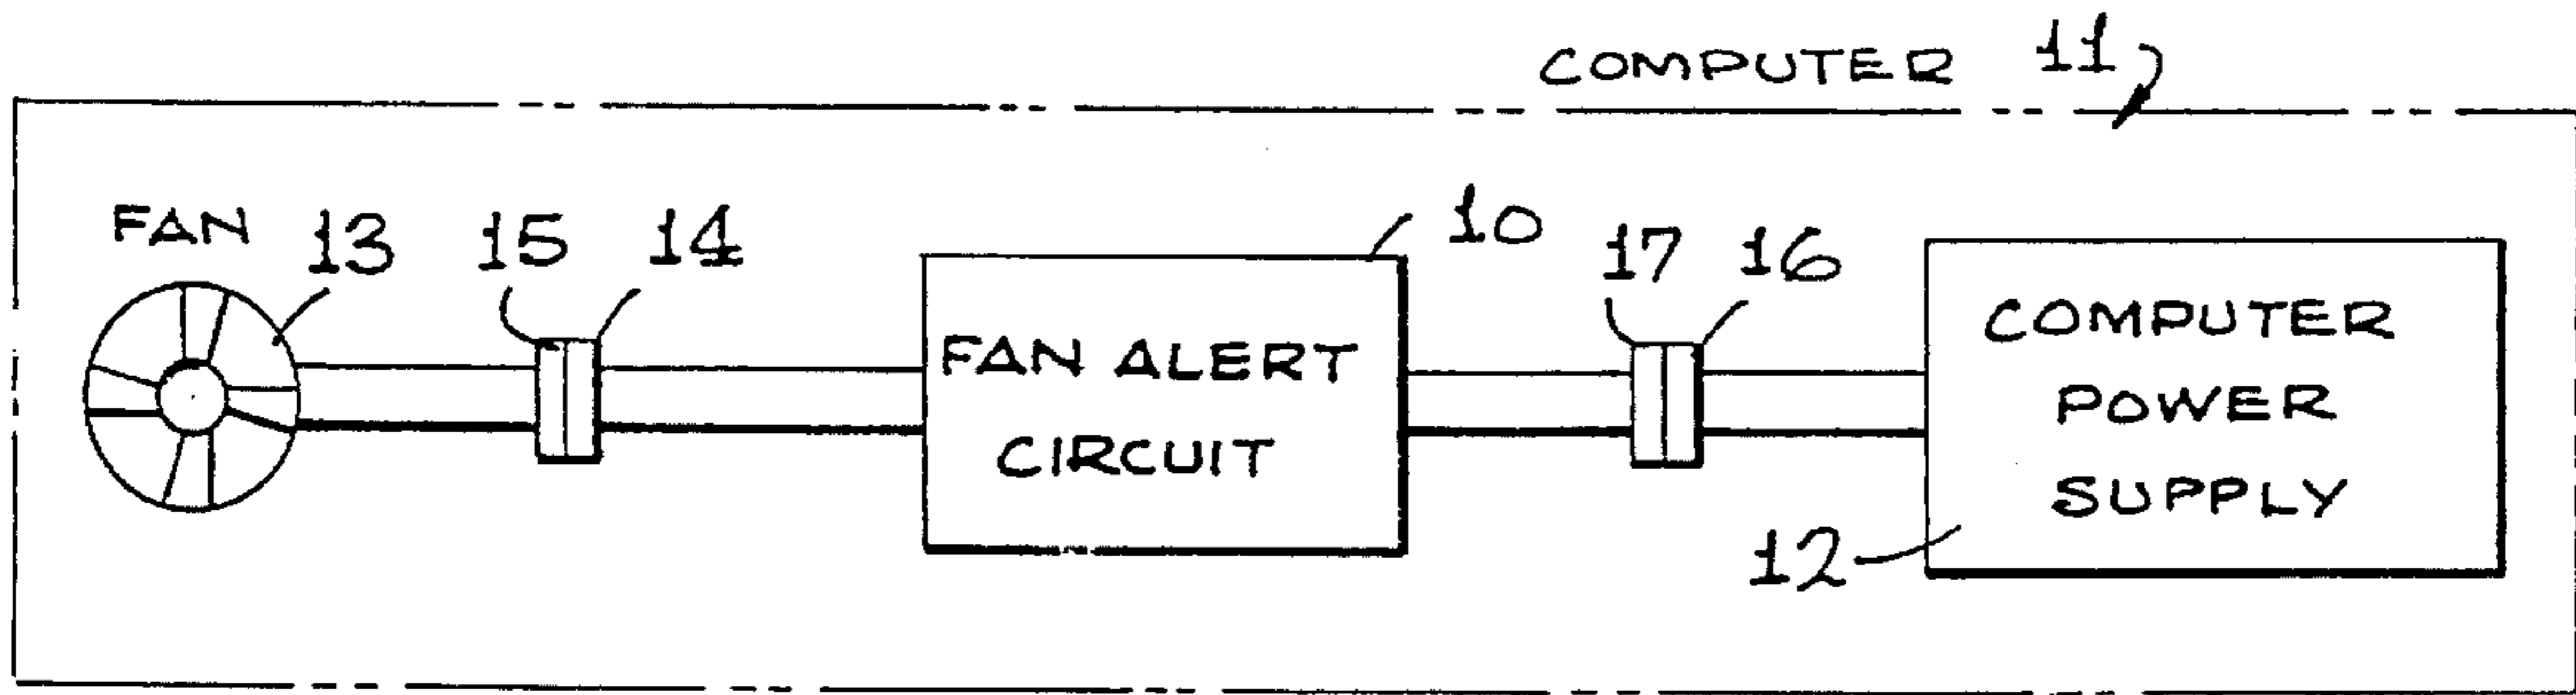 COMPUTER 11
FAN 13
15
14
10
17
16
FAN ALERT
CIRCUIT
COMPUTER
POWER
SUPPLY
12